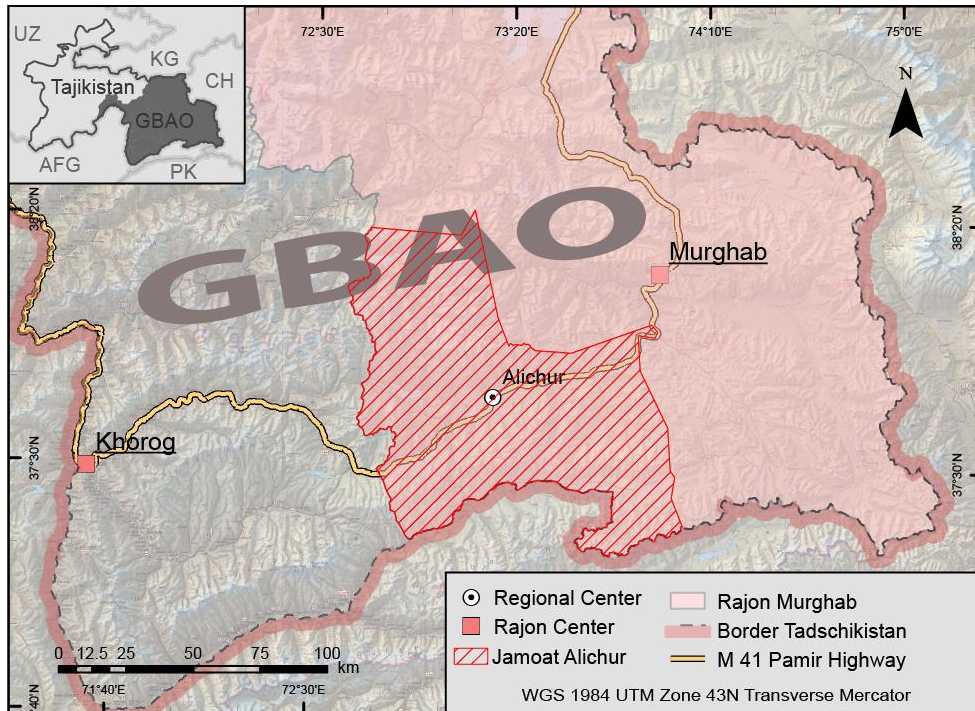 UZ
KG
CH
Tajikistan
GBAO
AFG
PK
72°30'E
73°20'E
74°10'E
75°0'E
N
38°20'N
38°20'N
GBAO
Murghab
Alichur
Khorog
37°30'N
37°30'N
Regional Center
Rajon Center
Jamoat Alichur
Rajon Murghab
Border Tadschikistan
M 41 Pamir Highway
WGS 1984 UTM Zone 43N Transverse Mercator
0 12.5 25 50 75 100
km
71°40'E
72°30'E